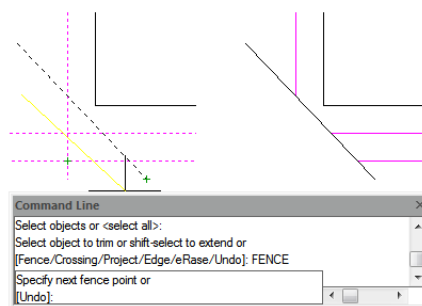 Command Line
Select objects or <select all>:
Select object to trim or shift-select to extend or
[Fence/Crossing/Project/Edge/eRase/Undo]: FENCE
Specify next fence point or
[Undo]: